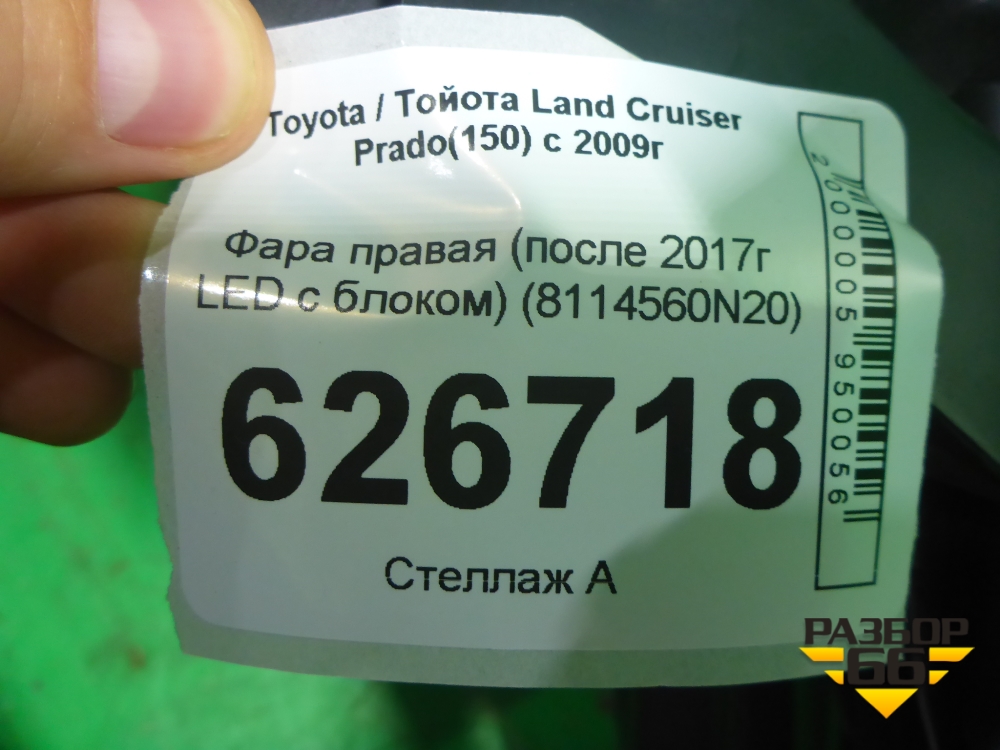 Toyota / Тойота Land Cruiser
Prado(150) с 2009г
Фара правая (после 2017г
LED с блоком) (8114560N20)
626718
Стеллаж А
2000005950056
РАЗБОР
66